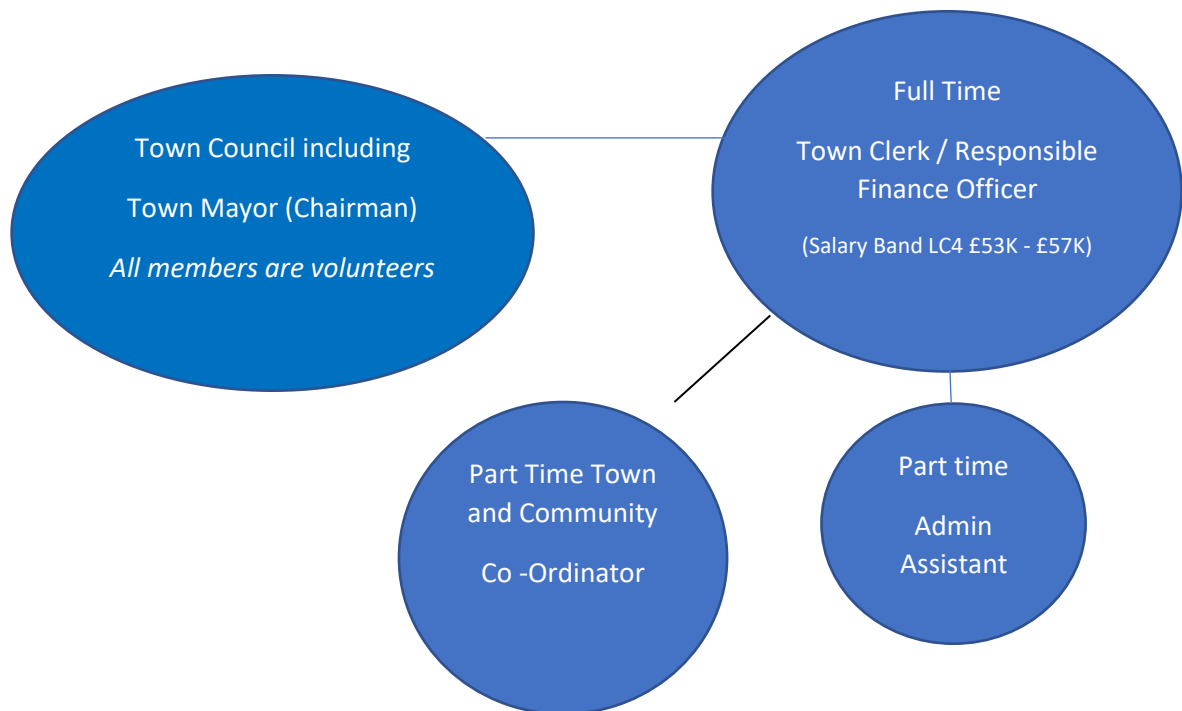 Town Council including
Town Mayor (Chairman)
All members are volunteers
Full Time
Town Clerk / Responsible
Finance Officer
(Salary Band LC4 £53K - £57K)
Part Time Town
and Community
Co -Ordinator
Part time
Admin
Assistant